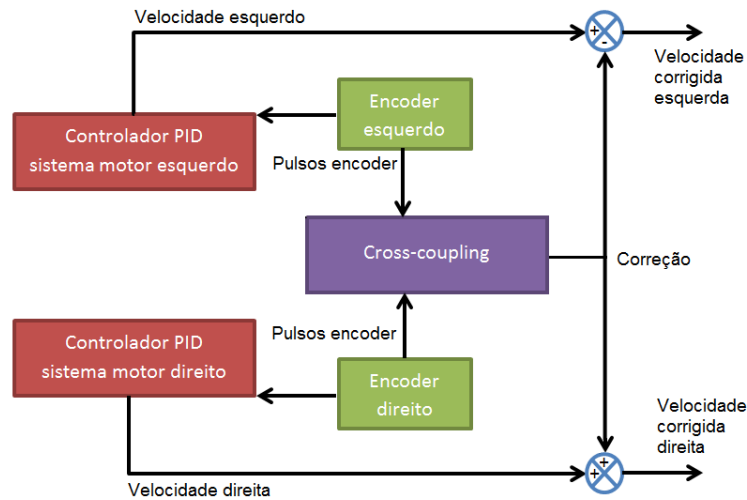 Velocidade esquerdo
+
-
Velocidade
corrigida
esquerda
Encoder
esquerdo
Controlador PID
sistema motor esquerdo
Pulsos encoder
Cross-coupling
Correção
Pulsos encoder
Controlador PID
sistema motor direito
Encoder
direito
Velocidade
corrigida
direita
+
+
Velocidade direita